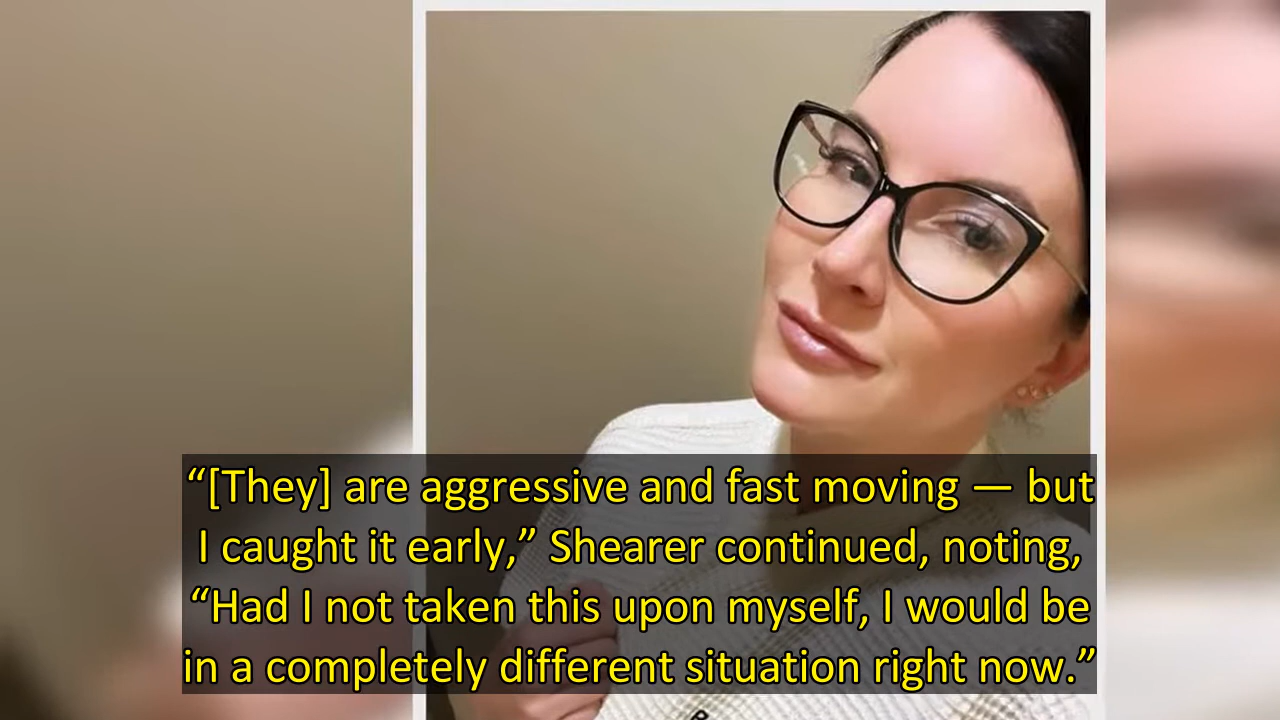 “[They] are aggressive and fast moving — but
I caught it early,” Shearer continued, noting,
“Had I not taken this upon myself, I would be
in a completely different situation right now.”